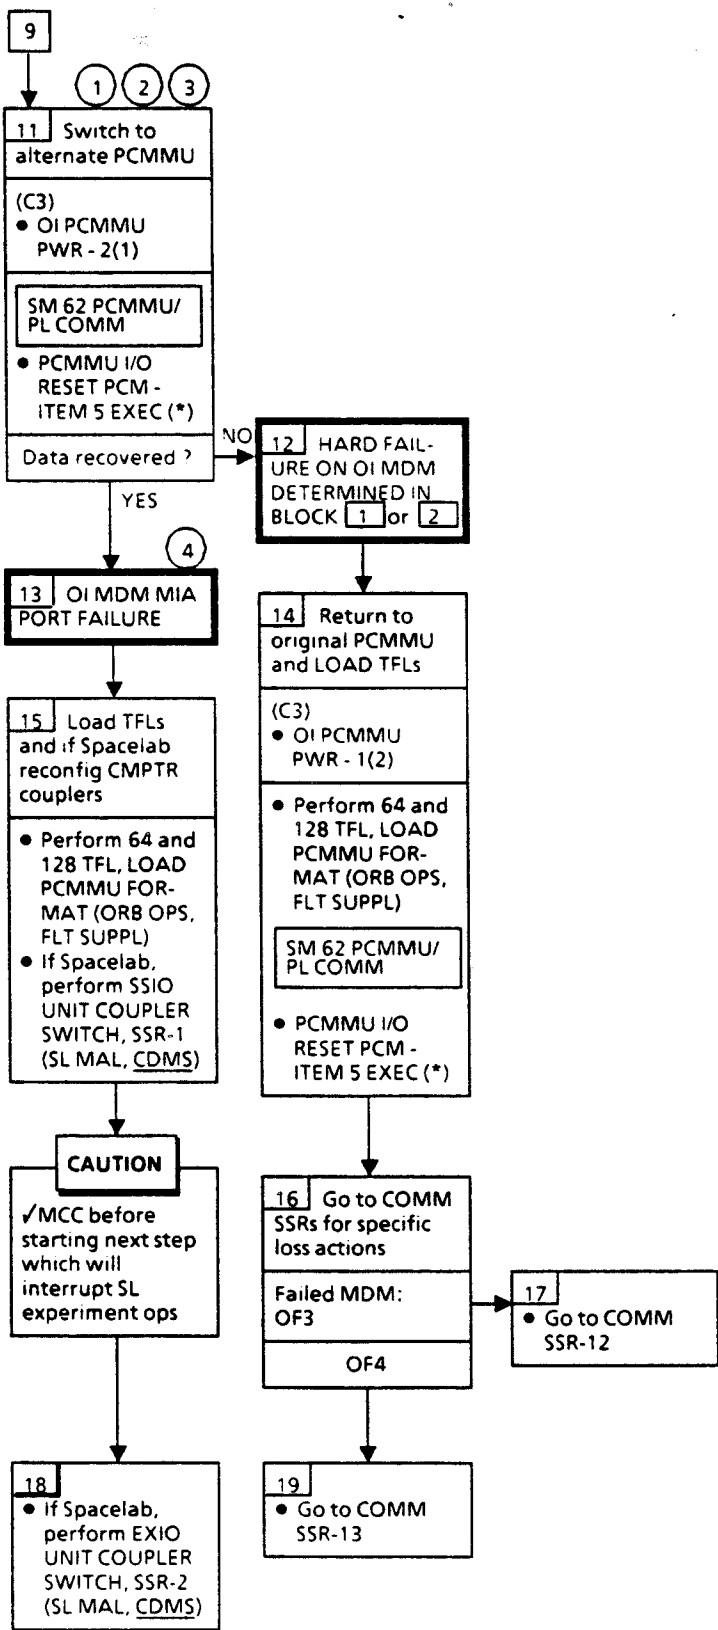 9
1 2 3
11 Switch to
alternate PCMMU
(C3)
● OI PCMMU
PWR - 2(1)
SM 62 PCMMU/
PL COMM
● PCMMU I/O
RESET PCM -
ITEM 5 EXEC (*)
Data recovered ?
NO
YES
12 HARD FAIL-
URE ON OI MDM
DETERMINED IN
BLOCK 1 or 2
4
13 OI MDM MIA
PORT FAILURE
14 Return to
original PCMMU
and LOAD TFLs
(C3)
● OI PCMMU
PWR - 1(2)
● Perform 64 and
128 TFL, LOAD
PCMMU FOR-
MAT (ORB OPS,
FLT SUPPL)
SM 62 PCMMU/
PL COMM
● PCMMU I/O
RESET PCM -
ITEM 5 EXEC (*)
15 Load TFLs
and if Spacelab
reconfig CMPTR
couplers
● Perform 64 and
128 TFL, LOAD
PCMMU FOR-
MAT (ORB OPS,
FLT SUPPL)
● If Spacelab,
perform SSIO
UNIT COUPLER
SWITCH, SSR-1
(SL MAL, CDMS)
CAUTION
✓MCC before
starting next step
which will
interrupt SL
experiment ops
16 Go to COMM
SSRs for specific
loss actions
Failed MDM:
OF3
OF4
17
● Go to COMM
SSR-12
18
● If Spacelab,
perform EXIO
UNIT COUPLER
SWITCH, SSR-2
(SL MAL, CDMS)
19
● Go to COMM
SSR-13